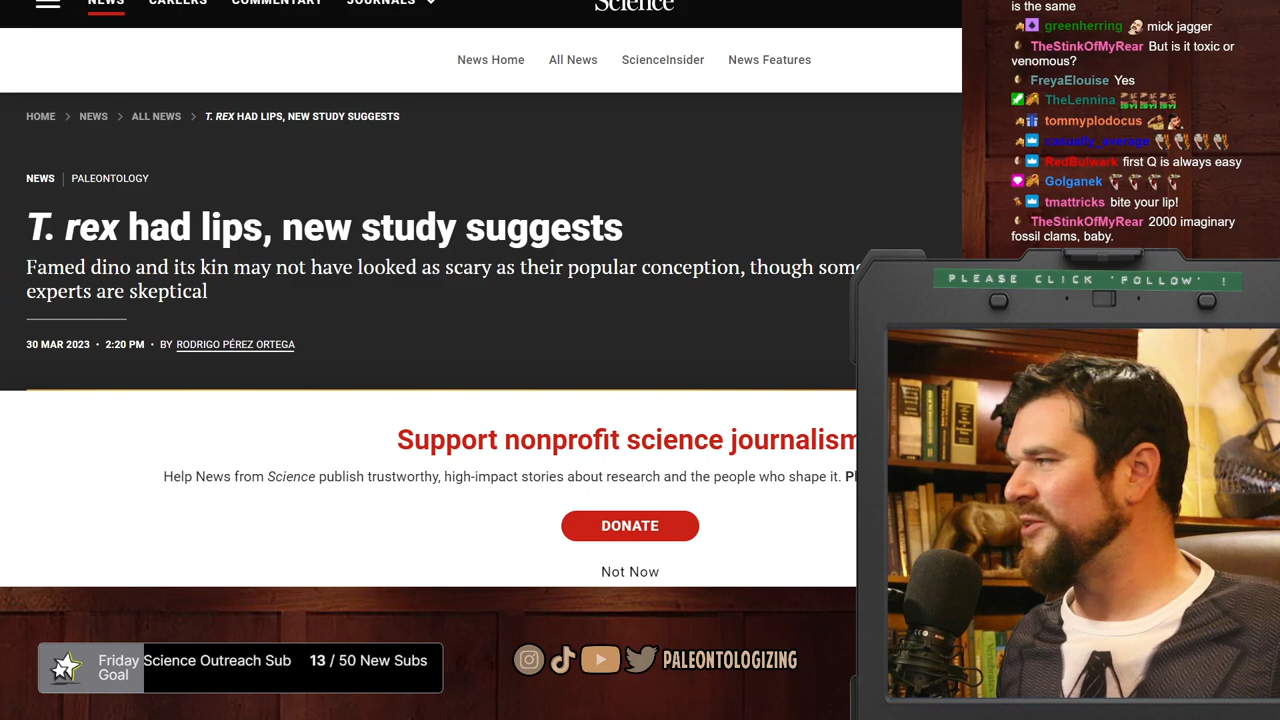 NEWS CAREERS COMMENTARY JOURNALS
Science
News Home All News ScienceInsider News Features
HOME > NEWS > ALL NEWS > T. REX HAD LIPS, NEW STUDY SUGGESTS
NEWS | PALEONTOLOGY
T. rex had lips, new study suggests
Famed dino and its kin may not have looked as scary as their popular conception, though some
experts are skeptical
30 MAR 2023 • 2:20 PM • BY RODRIGO PÉREZ ORTEGA
Support nonprofit science journalism
Help News from Science publish trustworthy, high-impact stories about research and the people who shape it.
DONATE
Not Now
is the same
greenherring mick jagger
TheStinkOfMyRear But is it toxic or
venomous?
FreyaElouise Yes
TheLennina
tommyplodocus
casually_average
RedBulwark first Q is always easy
Golganek
tmattricks bite your lip!
TheStinkOfMyRear 2000 imaginary
fossil clams, baby.
PLEASE CLICK 'FOLLOW' !
Friday Science Outreach Sub 13 / 50 New Subs
Goal
PALEONTOLOGIZING